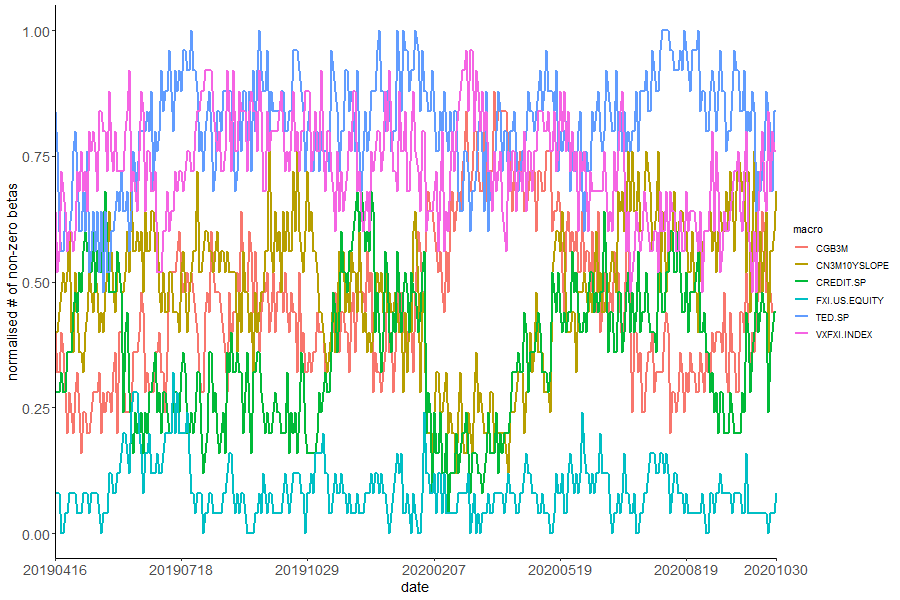 1.00
0.75
0.50
0.25
0.00
normalised # of non-zero betas
20190416
20190718
20191029
20200207
20200519
20200819
20201030
date
macro
CGB3M
CN3M10YSLOPE
CREDIT.SP
FXI.US.EQUITY
TED.SP
VXFXI.INDEX